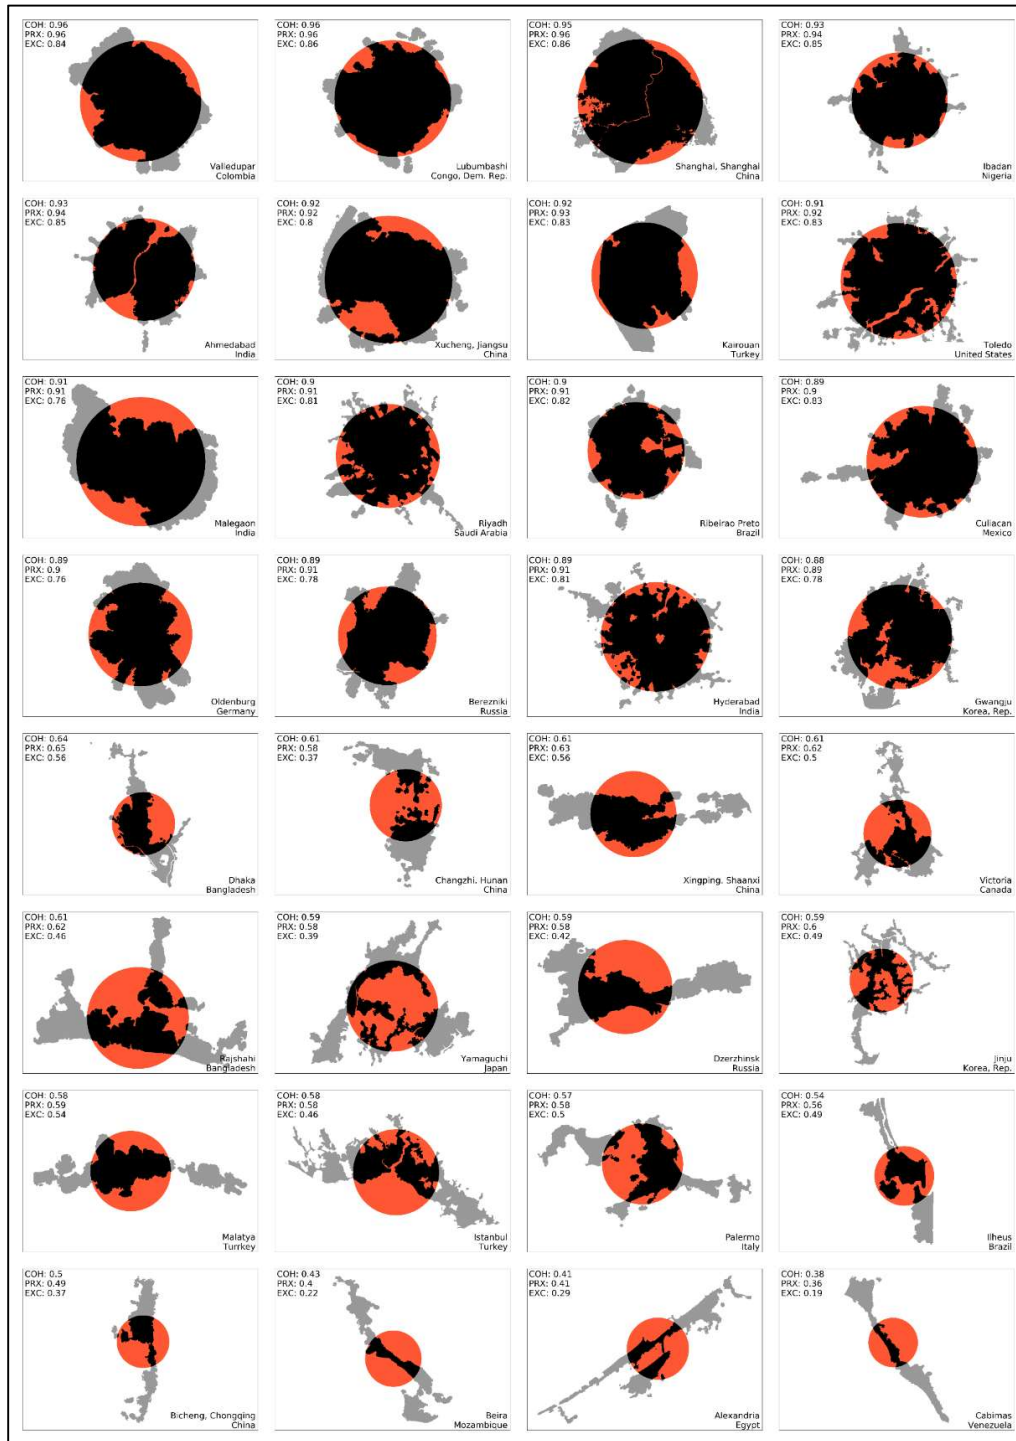 COH: 0.96
PRX: 0.96
EXC: 0.84
Valledupar
Colombia
COH: 0.96
PRX: 0.96
EXC: 0.86
Lubumbashi
Congo, Dem. Rep.
COH: 0.95
PRX: 0.96
EXC: 0.86
Shanghai, Shanghai
China
COH: 0.93
PRX: 0.94
EXC: 0.85
Ibadan
Nigeria
COH: 0.93
PRX: 0.94
EXC: 0.85
Ahmedabad
India
COH: 0.92
PRX: 0.92
EXC: 0.8
Xucheng, Jiangsu
China
COH: 0.92
PRX: 0.93
EXC: 0.83
Kairouan
Turkey
COH: 0.91
PRX: 0.92
EXC: 0.83
Toledo
United States
COH: 0.91
PRX: 0.91
EXC: 0.76
Malegaon
India
COH: 0.9
PRX: 0.91
EXC: 0.81
Riyadh
Saudi Arabia
COH: 0.9
PRX: 0.91
EXC: 0.82
Ribeirao Preto
Brazil
COH: 0.89
PRX: 0.9
EXC: 0.83
Culiacan
Mexico
COH: 0.89
PRX: 0.9
EXC: 0.76
Oldenburg
Germany
COH: 0.89
PRX: 0.91
EXC: 0.78
Berezniki
Russia
COH: 0.89
PRX: 0.91
EXC: 0.81
Hyderabad
India
COH: 0.88
PRX: 0.89
EXC: 0.78
Gwangju
Korea, Rep.
COH: 0.64
PRX: 0.65
EXC: 0.56
Dhaka
Bangladesh
COH: 0.61
PRX: 0.58
EXC: 0.37
Changzhi, Hunan
China
COH: 0.61
PRX: 0.63
EXC: 0.56
Xingping, Shaanxi
China
COH: 0.61
PRX: 0.62
EXC: 0.5
Victoria
Canada
COH: 0.61
PRX: 0.62
EXC: 0.46
Rajshahi
Bangladesh
COH: 0.59
PRX: 0.58
EXC: 0.39
Yamaguchi
Japan
COH: 0.59
PRX: 0.58
EXC: 0.42
Dzerzhinsk
Russia
COH: 0.59
PRX: 0.6
EXC: 0.49
Jinju
Korea, Rep.
COH: 0.58
PRX: 0.59
EXC: 0.54
Malatya
Turrkey
COH: 0.58
PRX: 0.58
EXC: 0.46
Istanbul
Turkey
COH: 0.57
PRX: 0.58
EXC: 0.5
Palermo
Italy
COH: 0.54
PRX: 0.56
EXC: 0.49
Ilheus
Brazil
COH: 0.5
PRX: 0.49
EXC: 0.37
Bicheng, Chongqing
China
COH: 0.43
PRX: 0.4
EXC: 0.22
Beira
Mozambique
COH: 0.41
PRX: 0.41
EXC: 0.29
Alexandria
Egypt
COH: 0.38
PRX: 0.36
EXC: 0.19
Cabimas
Venezuela